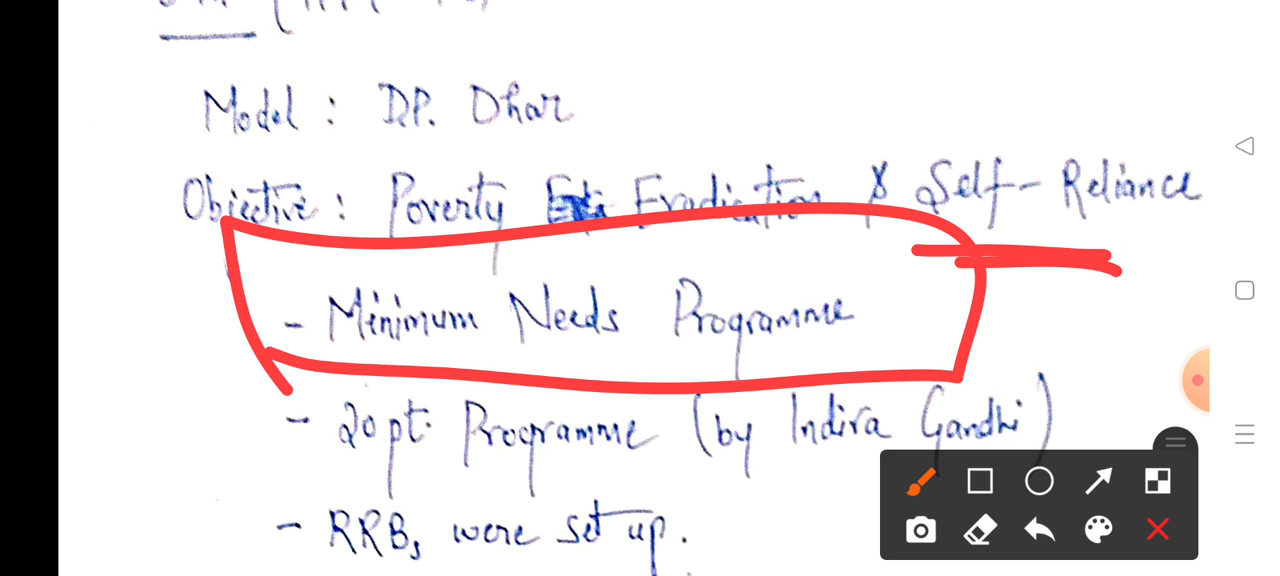 Model : D.P. Dhar
Objective : Poverty Eradication & Self-Reliance
- Minimum Needs Programme
- 20 pt. Programme (by Indira Gandhi)
- RRBs were set up.